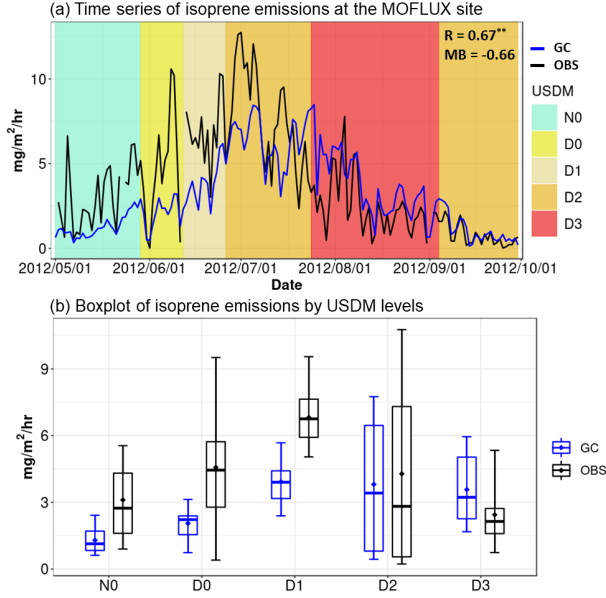 (a) Time series of isoprene emissions at the MOFLUX site
R = 0.67**
MB = -0.66
GC
OBS
USDM
N0
D0
D1
D2
D3
mg/m²/hr
10
5
0
2012/05/01 2012/06/01 2012/07/01 2012/08/01 2012/09/01 2012/10/01
Date
(b) Boxplot of isoprene emissions by USDM levels
mg/m²/hr
9
6
3
0
N0 D0 D1 D2 D3
GC
OBS